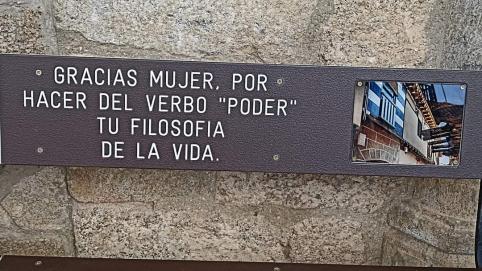 GRACIAS MUJER, POR
HACER DEL VERBO "PODER"
TU FILOSOFIA
DE LA VIDA.